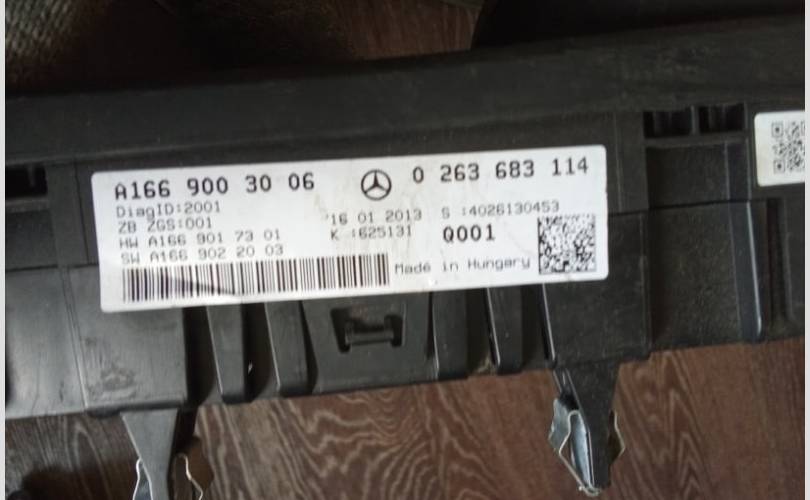 A166 900 30 06 0 263 683 114
DiagID:2001
ZB ZGS:001 16 01 2013 S :4026130453
HW A166 901 73 01 K :625131 Q001
SW A166 902 20 03 Made in Hungary